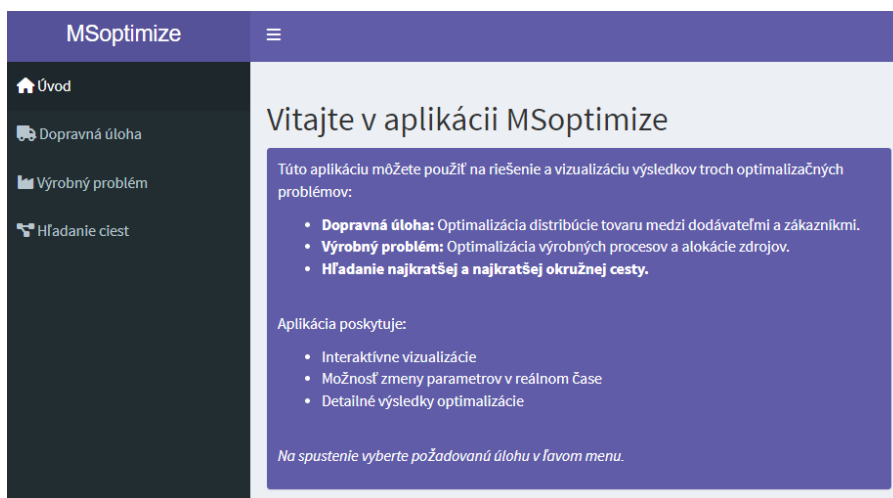 MSoptimize
Úvod
Dopravná úloha
Výrobný problém
Hľadanie ciest
Vitajte v aplikácii MSoptimize
Túto aplikáciu môžete použiť na riešenie a vizualizáciu výsledkov troch optimalizačných
problémov:
• Dopravná úloha: Optimalizácia distribúcie tovaru medzi dodávateľmi a zákazníkmi.
• Výrobný problém: Optimalizácia výrobných procesov a alokácie zdrojov.
• Hľadanie najkratšej a najkratšej okružnej cesty.
Aplikácia poskytuje:
• Interaktívne vizualizácie
• Možnosť zmeny parametrov v reálnom čase
• Detailné výsledky optimalizácie
Na spustenie vyberte požadovanú úlohu v ľavom menu.